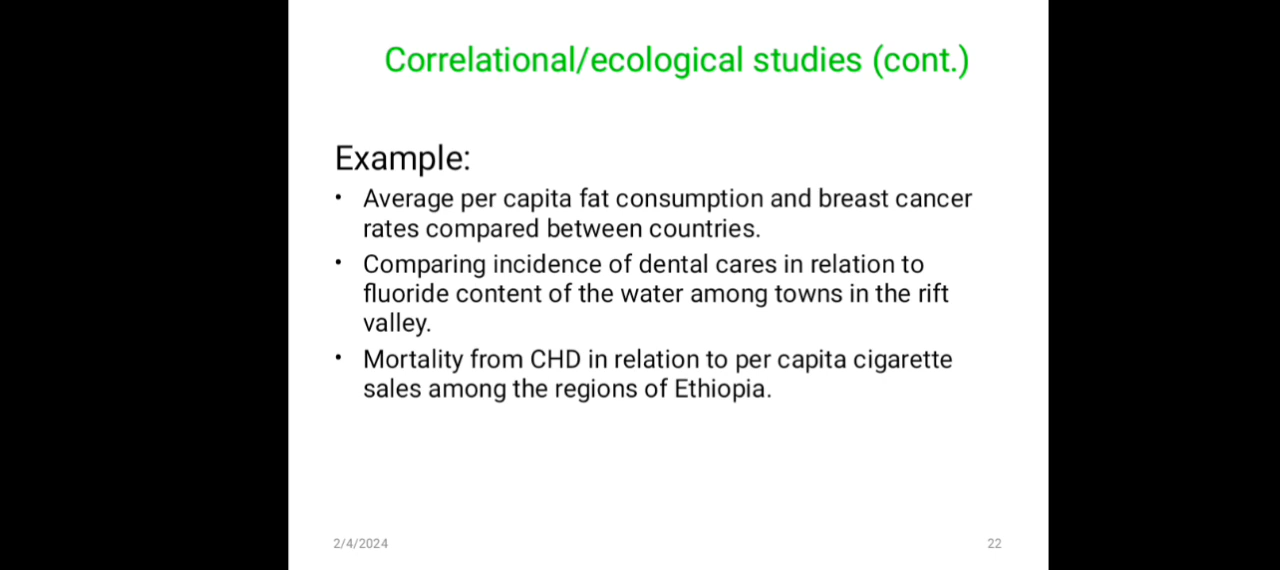 Correlational/ecological studies (cont.)
Example:
• Average per capita fat consumption and breast cancer
rates compared between countries.
• Comparing incidence of dental cares in relation to
fluoride content of the water among towns in the rift
valley.
• Mortality from CHD in relation to per capita cigarette
sales among the regions of Ethiopia.
2/4/2024
22